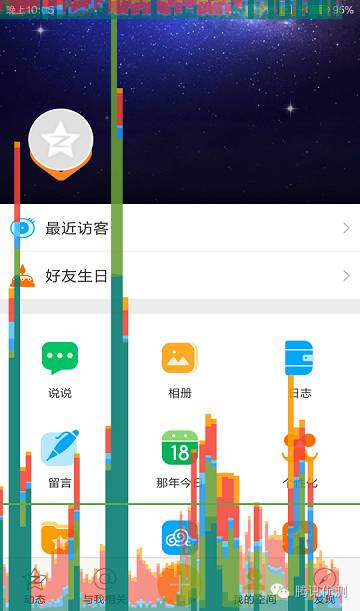 晚上10:05 95%
最近访客
好友生日
说说 相册 日志
留言 18 那年今日 个性化
动态 与我相关 我的空间 发现
腾讯优测